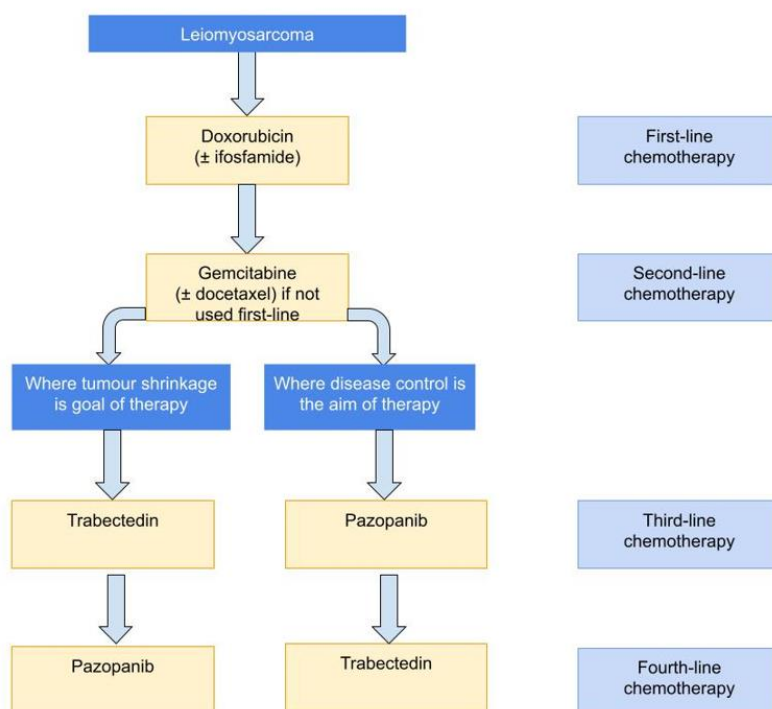 Leiomyosarcoma
Doxorubicin
(± ifosfamide)
First-line
chemotherapy
Gemcitabine
(± docetaxel) if not
used first-line
Second-line
chemotherapy
Where tumour shrinkage
is goal of therapy
Where disease control is
the aim of therapy
Trabectedin
Pazopanib
Third-line
chemotherapy
Pazopanib
Trabectedin
Fourth-line
chemotherapy